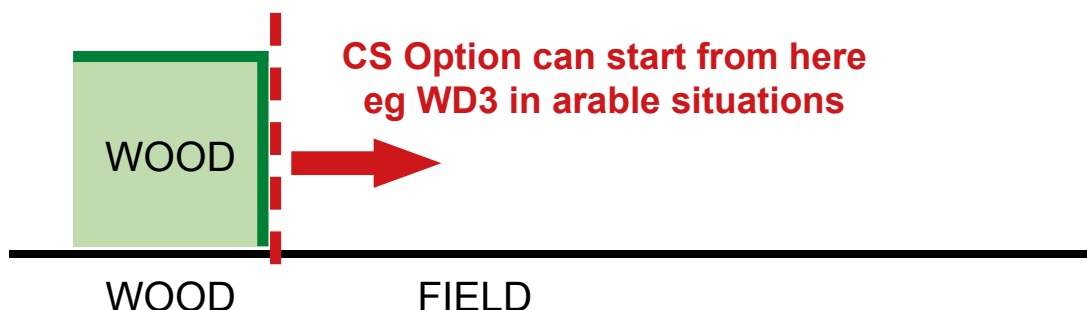 CS Option can start from here
eg WD3 in arable situations
WOOD
WOOD FIELD